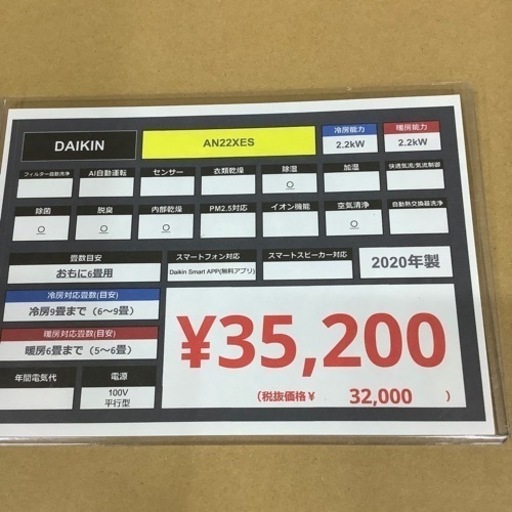 DAIKIN
AN22XES
冷房能力
2.2kW
暖房能力
2.2kW
フィルター自動洗浄
AI自動運転
センサー
衣類乾燥
除湿
○
加湿
快適気流/気流制御
除菌
○
脱臭
○
内部乾燥
○
PM2.5対応
イオン機能
空気清浄
○
自動熱交換器洗浄
畳数目安
おもに6畳用
スマートフォン対応
Daikin Smart APP(無料アプリ)
スマートスピーカー対応
2020年製
冷房対応畳数(目安)
冷房9畳まで（6〜9畳）
暖房対応畳数(目安)
暖房6畳まで（5〜6畳）
年間電気代
電源
100V
平行型
¥35,200
（税抜価格¥ 32,000 ）